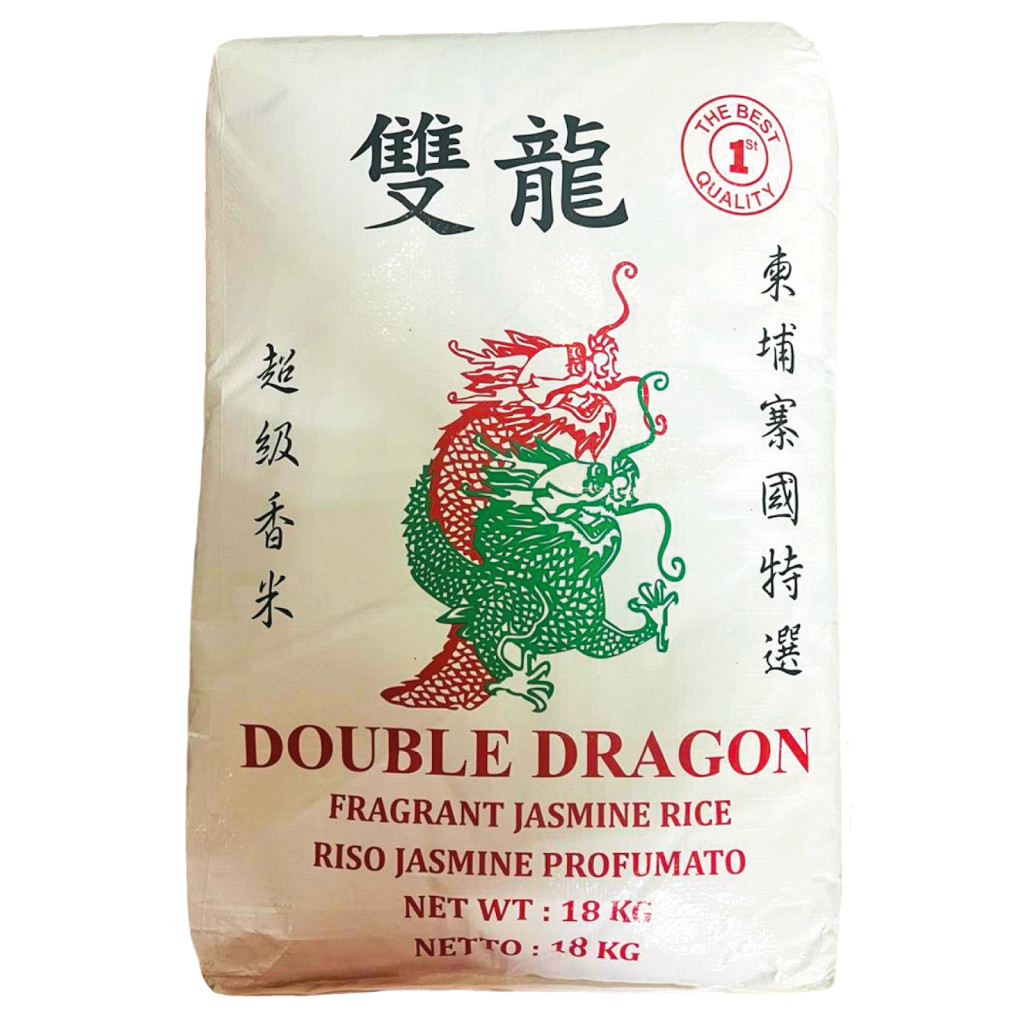 雙龍
THE BEST
1St
QUALITY
柬埔寨國特選
超级香米
DOUBLE DRAGON
FRAGRANT JASMINE RICE
RISO JASMINE PROFUMATO
NET WT : 18 KG
NETTO : 18 KG